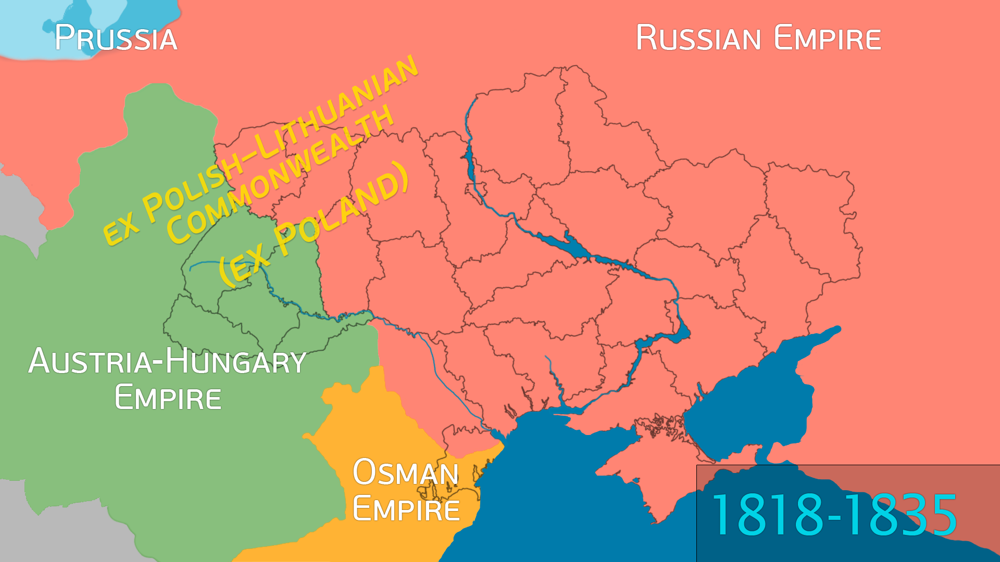 Prussia
Russian Empire
ex Polish–Lithuanian
Commonwealth
(ex Poland)
Austria-Hungary
Empire
Osman
Empire
1818-1835